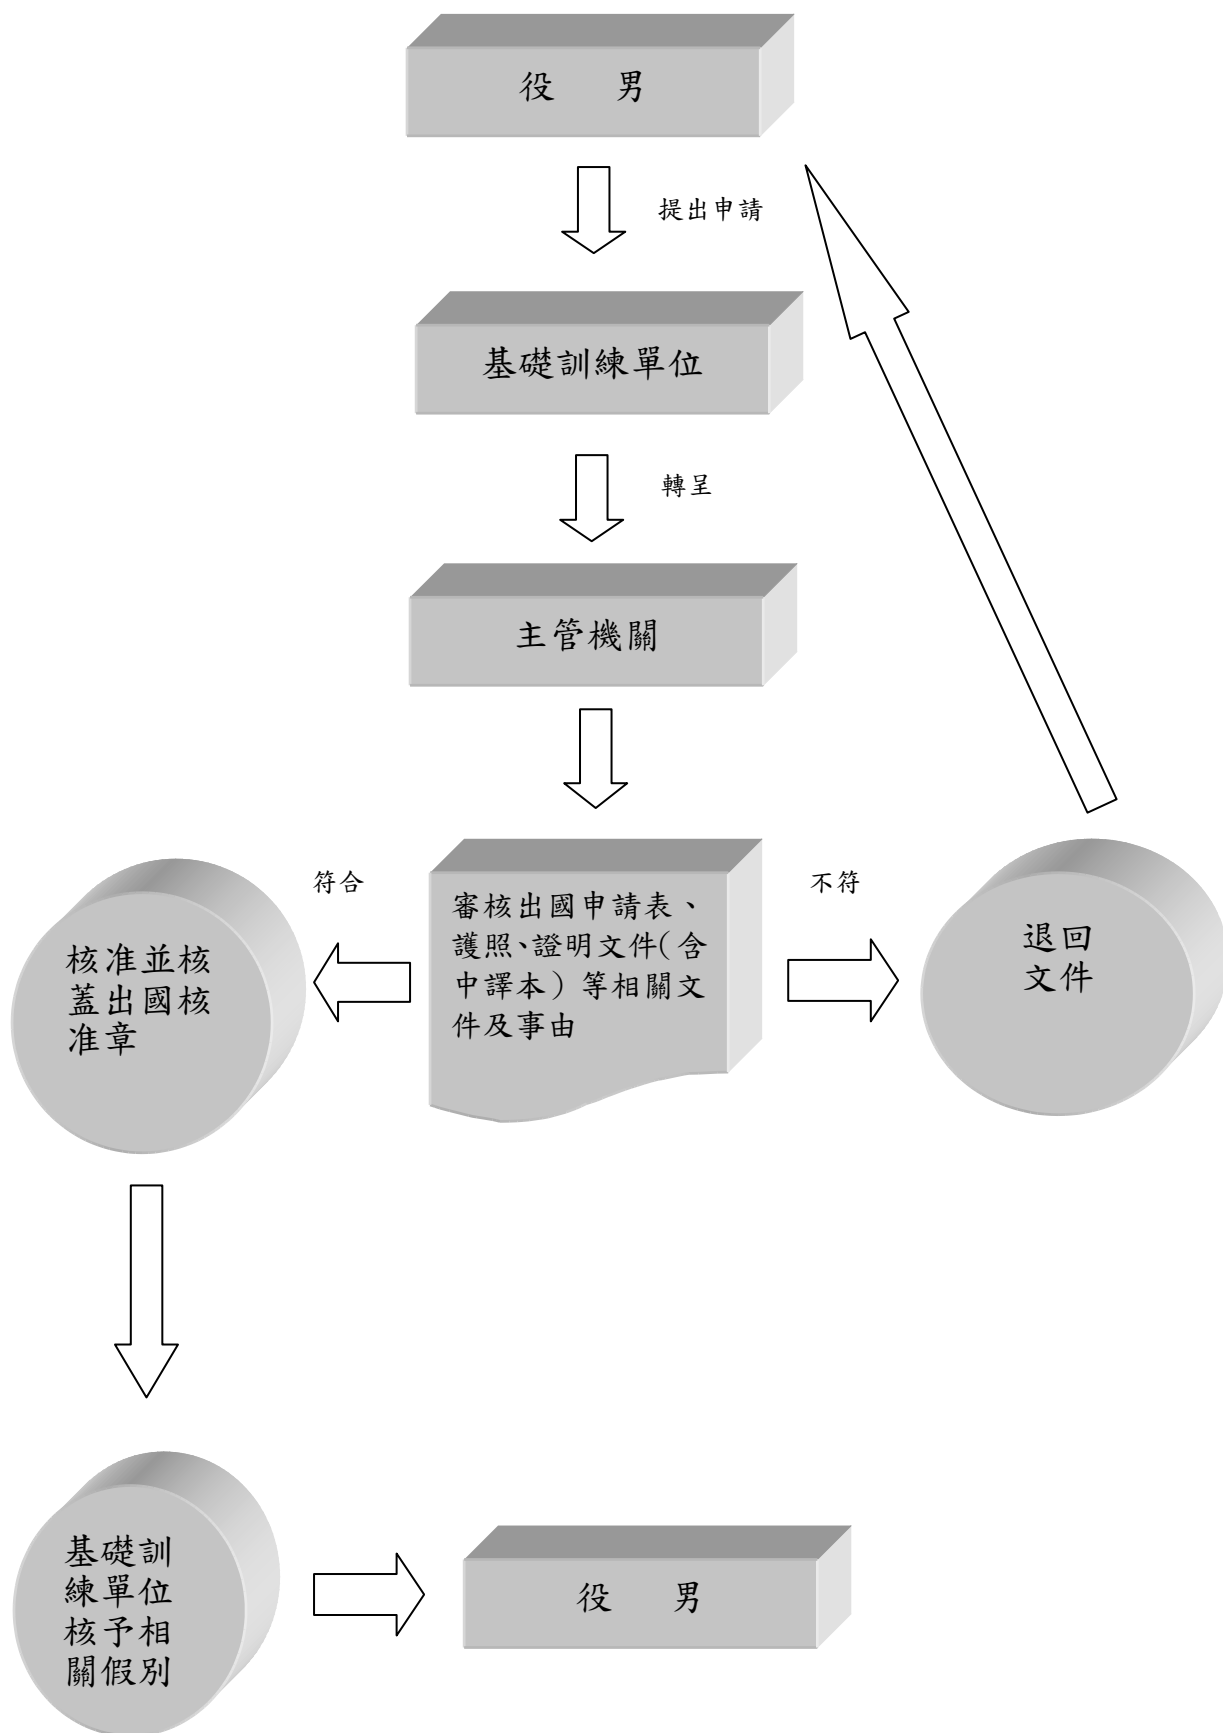 役　男
提出申請
基礎訓練單位
轉呈
主管機關
符合
審核出國申請表、
護照、證明文件(含
中譯本)等相關文
件及事由
不符
退回
文件
核准並核
蓋出國核
准章
基礎訓
練單位
核予相
關假別
役　男